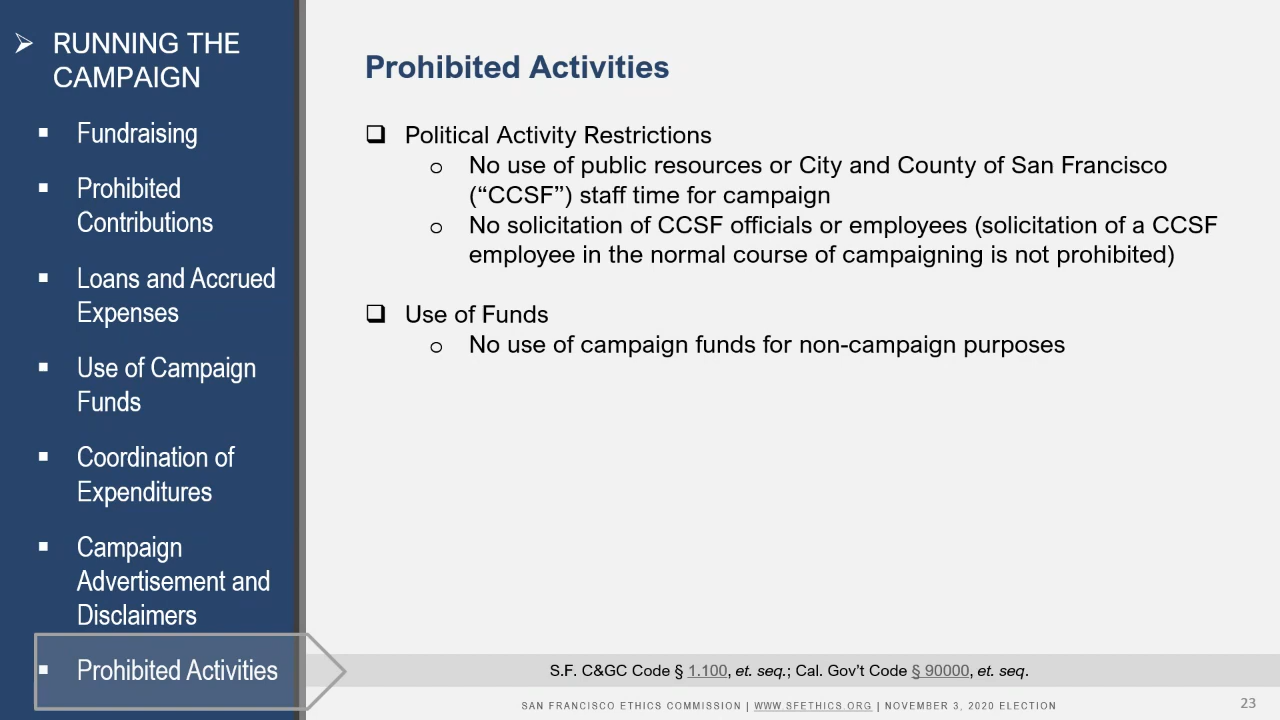 ➢ RUNNING THE
CAMPAIGN
▪ Fundraising
▪ Prohibited
Contributions
▪ Loans and Accrued
Expenses
▪ Use of Campaign
Funds
▪ Coordination of
Expenditures
▪ Campaign
Advertisement and
Disclaimers
▪ Prohibited Activities
Prohibited Activities
❑ Political Activity Restrictions
o No use of public resources or City and County of San Francisco
(“CCSF”) staff time for campaign
o No solicitation of CCSF officials or employees (solicitation of a CCSF
employee in the normal course of campaigning is not prohibited)
❑ Use of Funds
o No use of campaign funds for non-campaign purposes
S.F. C&GC Code § 1.100, et. seq.; Cal. Gov’t Code § 90000, et. seq.
SAN FRANCISCO ETHICS COMMISSION | WWW.SFETHICS.ORG | NOVEMBER 3, 2020 ELECTION
23